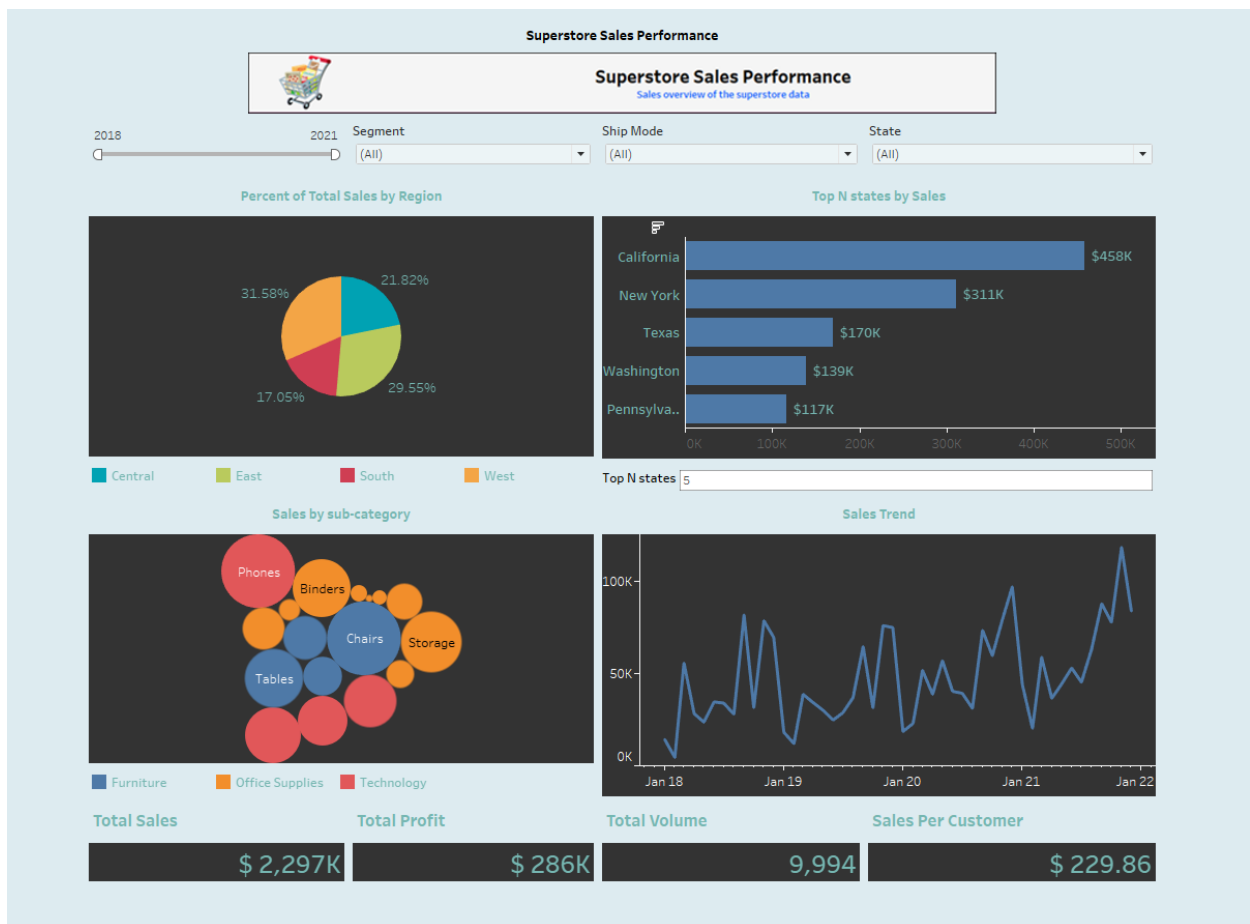 Superstore Sales Performance
Superstore Sales Performance
Sales overview of the superstore data
2018 2021 Segment Ship Mode State
(All) (All) (All)
Percent of Total Sales by Region Top N states by Sales
21.82%
31.58%
29.55%
17.05%
Central East South West
California $458K
New York $311K
Texas $170K
Washington $139K
Pennsylva.. $117K
0K 100K 200K 300K 400K 500K
Top N states 5
Sales by sub-category Sales Trend
Phones
Binders
Chairs
Storage
Tables
Furniture Office Supplies Technology
100K
50K
0K
Jan 18 Jan 19 Jan 20 Jan 21 Jan 22
Total Sales Total Profit Total Volume Sales Per Customer
$ 2,297K $ 286K 9,994 $ 229.86